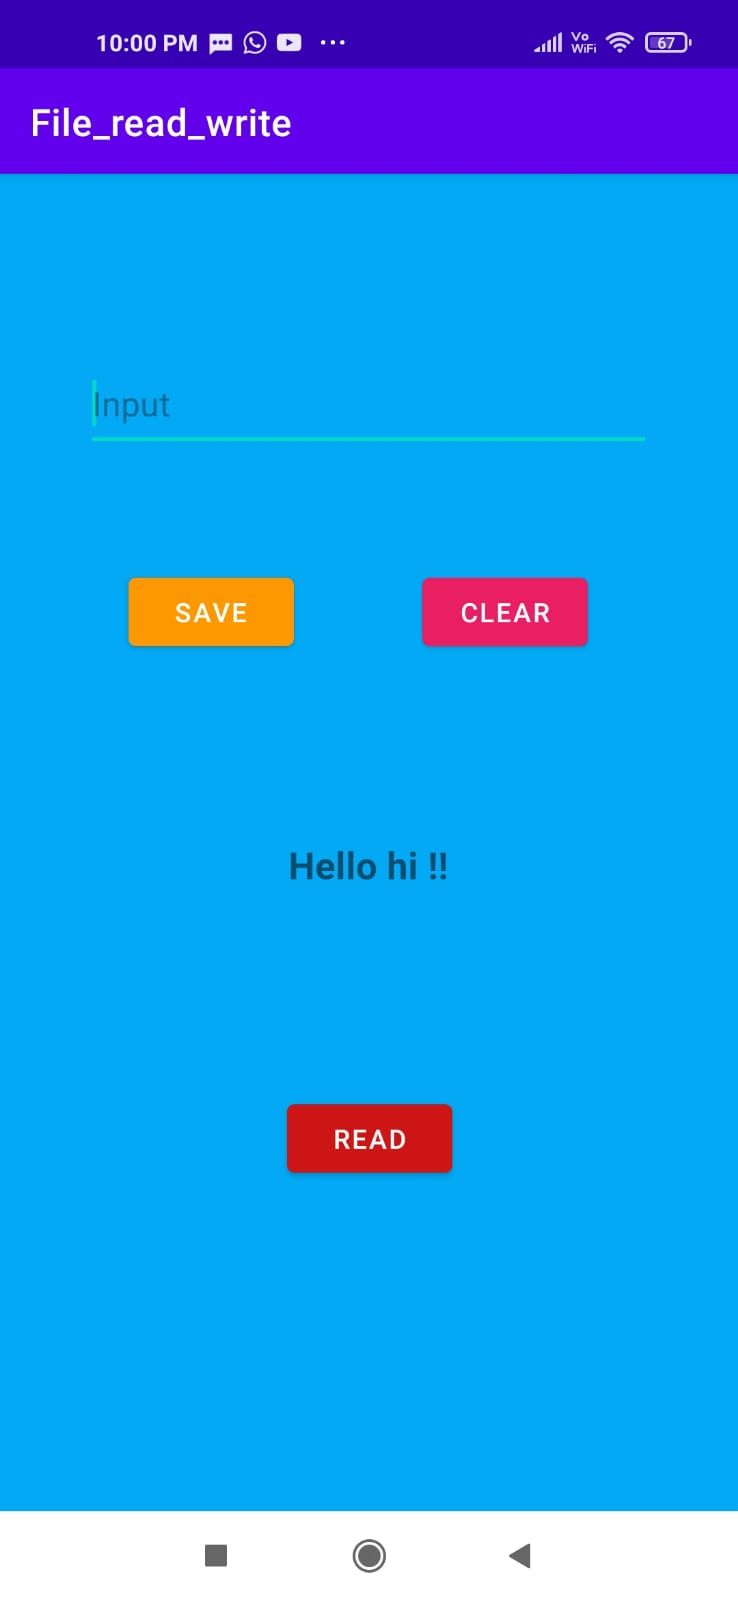 10:00 PM ... Vo WiFi 67
File_read_write
Input
SAVE CLEAR
Hello hi !!
READ